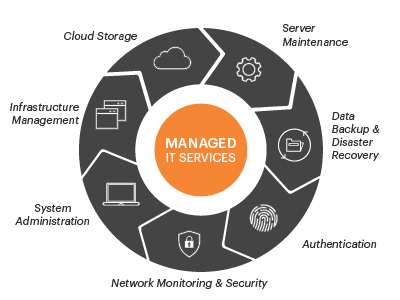 Cloud Storage
Server
Maintenance
Infrastructure
Management
Data
Backup &
Disaster
Recovery
MANAGED
IT SERVICES
System
Administration
Authentication
Network Monitoring & Security